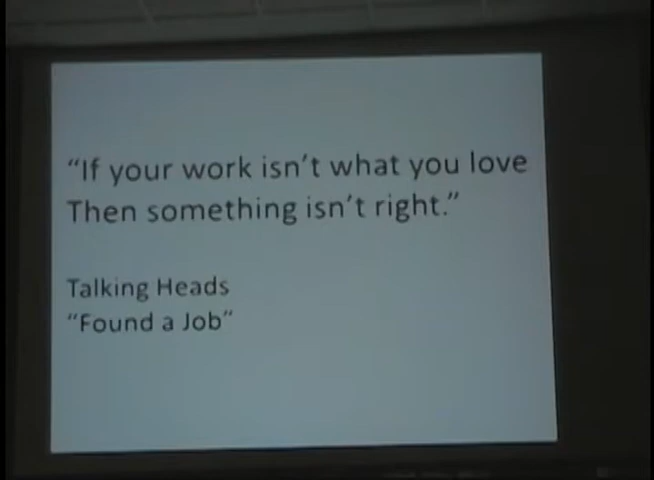 “If your work isn’t what you love
Then something isn’t right.”
Talking Heads
“Found a Job”